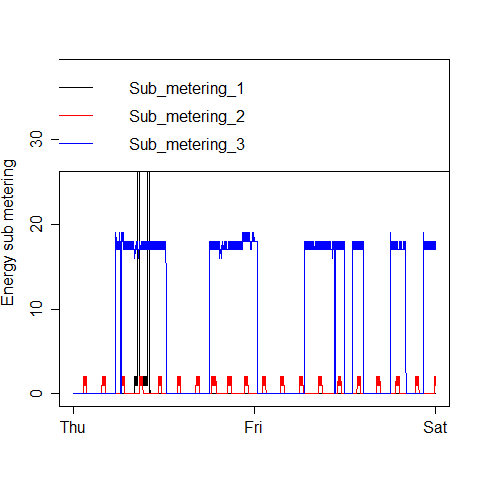 Sub_metering_1
Sub_metering_2
Sub_metering_3
Energy sub metering
30
20
10
0
Thu Fri Sat